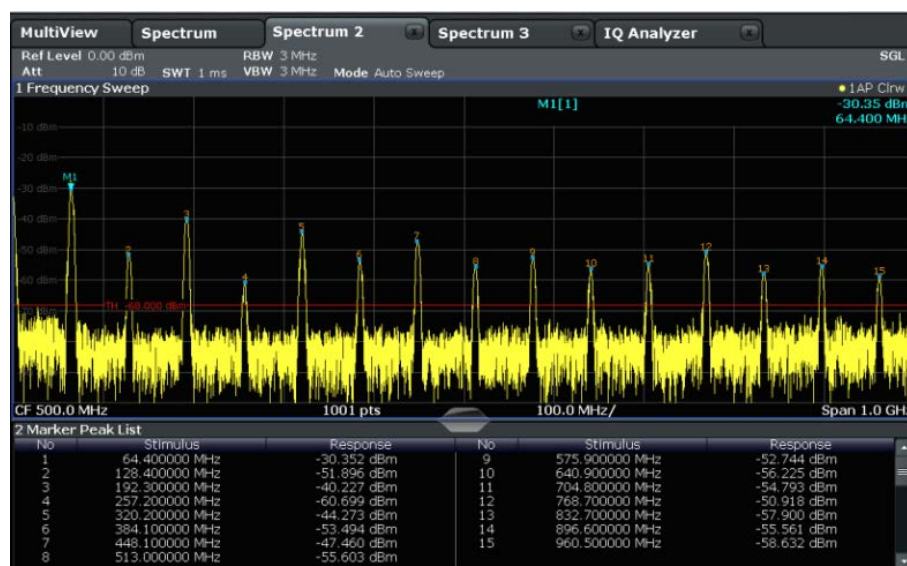 MultiView Spectrum Spectrum 2 x Spectrum 3 x IQ Analyzer x
Ref Level 0.00 dBm RBW 3 MHz SGL
Att 10 dB SWT 1 ms VBW 3 MHz Mode Auto Sweep
1 Frequency Sweep 1AP Clrw
M1[1] -30.35 dBm
64.400 MH
-10 dBm
-20 dBm
M1
-30 dBm
3
-40 dBm
5
7
-50 dBm 2 6 8 9 10 11 12 13 14 15
4
-60 dBm
TH -68.000 dBm
CF 500.0 MHz 1001 pts 100.0 MHz/ Span 1.0 GH
2 Marker Peak List
No Stimulus Response No Stimulus Response
1 64.400000 MHz -30.352 dBm 9 575.900000 MHz -52.744 dBm
2 128.400000 MHz -51.896 dBm 10 640.900000 MHz -56.225 dBm
3 192.300000 MHz -40.227 dBm 11 704.800000 MHz -54.793 dBm
4 257.200000 MHz -60.699 dBm 12 768.700000 MHz -50.918 dBm
5 320.200000 MHz -44.273 dBm 13 832.700000 MHz -57.900 dBm
6 384.100000 MHz -53.494 dBm 14 896.600000 MHz -55.561 dBm
7 448.100000 MHz -47.460 dBm 15 960.500000 MHz -58.632 dBm
8 513.000000 MHz -55.603 dBm